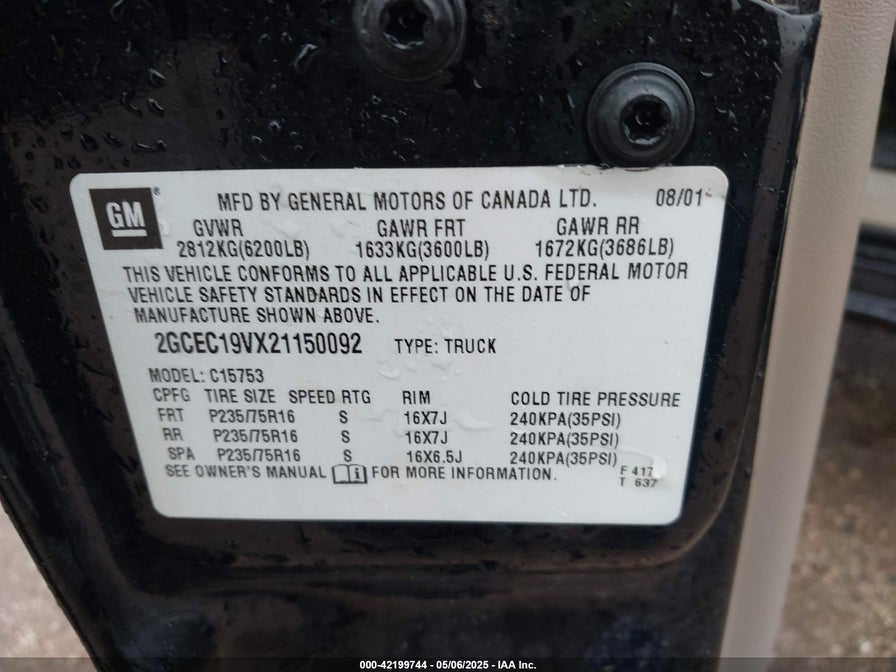 GM ®
MFD BY GENERAL MOTORS OF CANADA LTD. 08/01
GVWR GAWR FRT GAWR RR
2812KG(6200LB) 1633KG(3600LB) 1672KG(3686LB)
THIS VEHICLE CONFORMS TO ALL APPLICABLE U.S. FEDERAL MOTOR
VEHICLE SAFETY STANDARDS IN EFFECT ON THE DATE OF
MANUFACTURE SHOWN ABOVE.
2GCEC19VX21150092 TYPE: TRUCK
MODEL: C15753
CPFG TIRE SIZE SPEED RTG RIM COLD TIRE PRESSURE
FRT P235/75R16 S 16X7J 240KPA(35PSI)
RR P235/75R16 S 16X7J 240KPA(35PSI)
SPA P235/75R16 S 16X6.5J 240KPA(35PSI)
SEE OWNER'S MANUAL i FOR MORE INFORMATION.
F 417
T 637
000-42199744 - 05/06/2025 - IAA Inc.